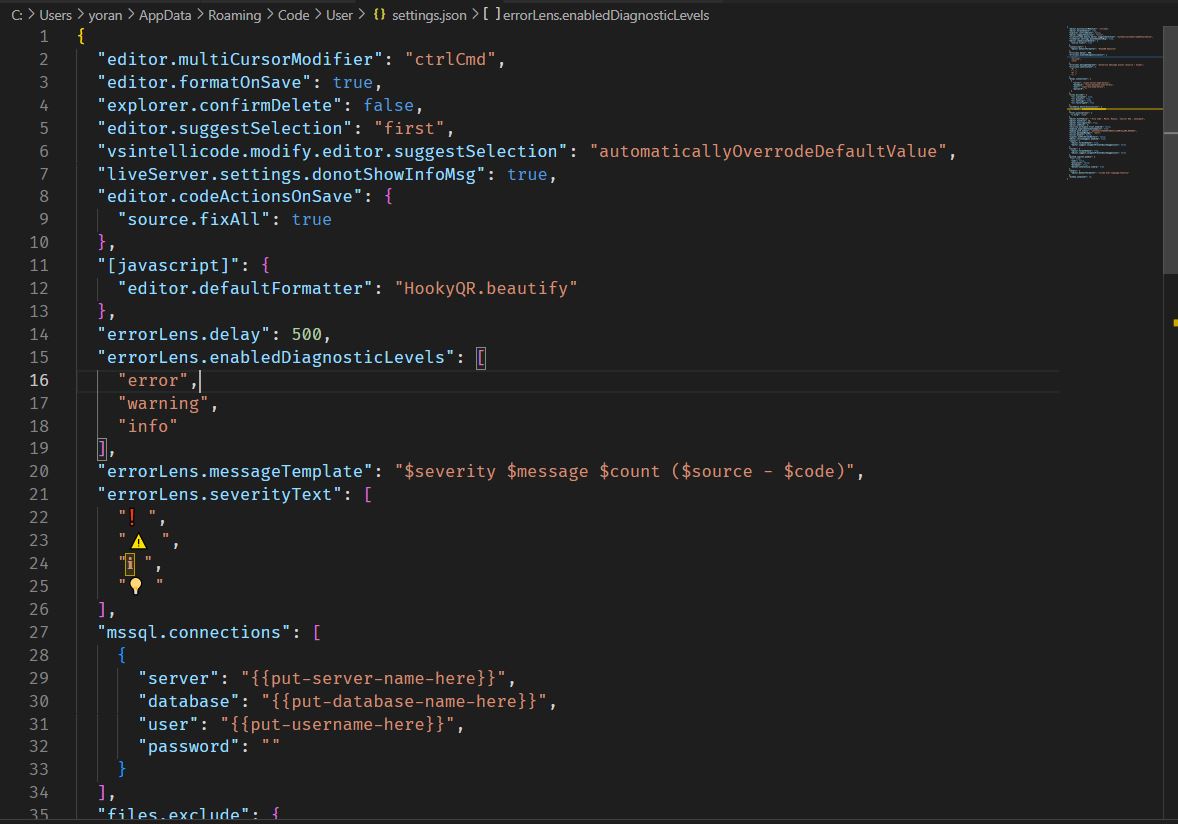 C: > Users > yoran > AppData > Roaming > Code > User > {} settings.json > [ ] errorLens.enabledDiagnosticLevels
1 {
2 "editor.multiCursorModifier": "ctrlCmd",
3 "editor.formatOnSave": true,
4 "explorer.confirmDelete": false,
5 "editor.suggestSelection": "first",
6 "vsintellicode.modify.editor.suggestSelection": "automaticallyOverrodeDefaultValue",
7 "liveServer.settings.donotShowInfoMsg": true,
8 "editor.codeActionsOnSave": {
9 "source.fixAll": true
10 },
11 "[javascript]": {
12 "editor.defaultFormatter": "HookyQR.beautify"
13 },
14 "errorLens.delay": 500,
15 "errorLens.enabledDiagnosticLevels": [
16 "error",
17 "warning",
18 "info"
19 ],
20 "errorLens.messageTemplate": "$severity $message $count ($source - $code)",
21 "errorLens.severityText": [
22 "❗ ",
23 " ⚠ ",
24 "ℹ ",
25 "💡 "
26 ],
27 "mssql.connections": [
28 {
29 "server": "{{put-server-name-here}}",
30 "database": "{{put-database-name-here}}",
31 "user": "{{put-username-here}}",
32 "password": ""
33 }
34 ],
35 "files.exclude": {